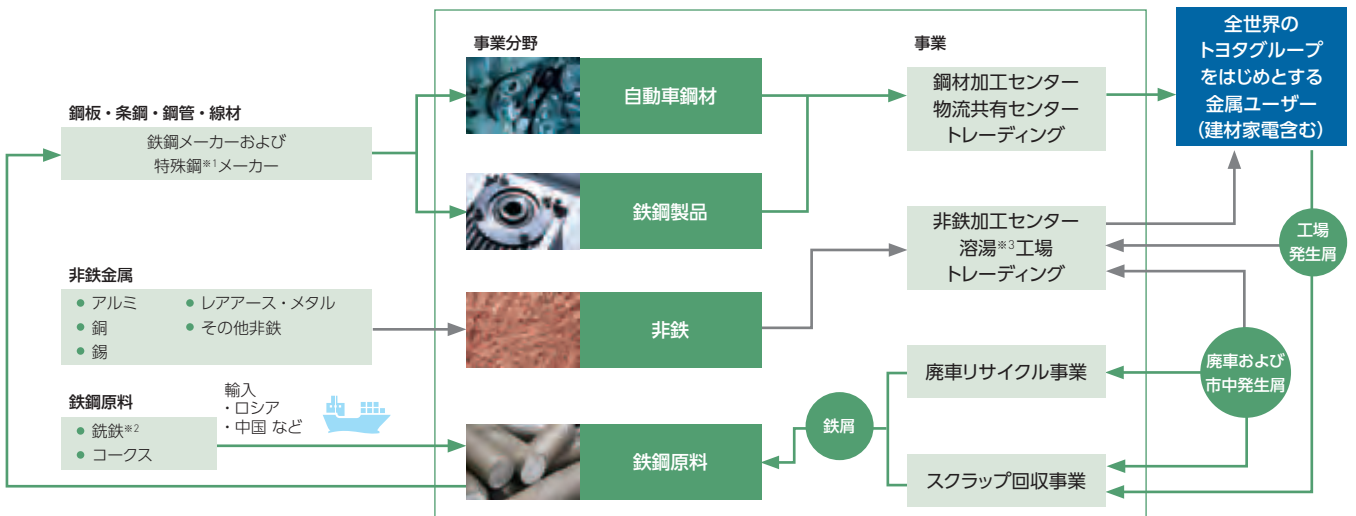 事業分野
事業
全世界の
トヨタグループ
をはじめとする
金属ユーザー
(建材家電含む)
鋼板・条鋼・鋼管・線材
鉄鋼メーカーおよび
特殊鋼※1メーカー
自動車鋼材
鋼材加工センター
物流共有センター
トレーディング
鉄鋼製品
非鉄加工センター
溶湯※3工場
トレーディング
工場
発生屑
非鉄金属
● アルミ ● レアアース・メタル
● 銅 ● その他非鉄
● 錫
非鉄
廃車リサイクル事業
廃車および
市中発生屑
鉄鋼原料
● 銑鉄※2
● コークス
輸入
・ロシア
・中国 など
鉄鋼原料
鉄屑
スクラップ回収事業